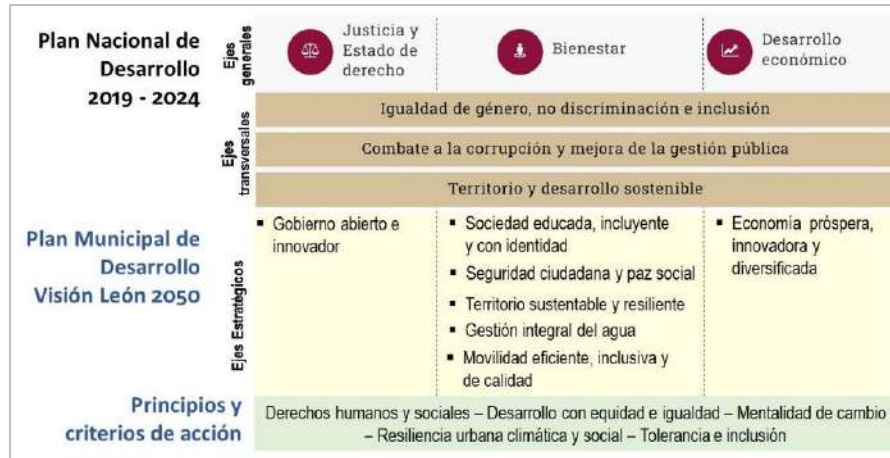 Plan Nacional de
Desarrollo
2019 - 2024
Ejes
generales
Justicia y
Estado de
derecho
Bienestar
Desarrollo
económico
Ejes
transversales
Igualdad de género, no discriminación e inclusión
Combate a la corrupción y mejora de la gestión pública
Territorio y desarrollo sostenible
Plan Municipal de
Desarrollo
Visión León 2050
Ejes Estratégicos
▪ Gobierno abierto e
innovador
▪ Sociedad educada, incluyente
y con identidad
▪ Seguridad ciudadana y paz social
▪ Territorio sustentable y resiliente
▪ Gestión integral del agua
▪ Movilidad eficiente, inclusiva y
de calidad
▪ Economía próspera,
innovadora y
diversificada
Principios y
criterios de acción
Derechos humanos y sociales – Desarrollo con equidad e igualdad – Mentalidad de cambio
– Resiliencia urbana climática y social – Tolerancia e inclusión